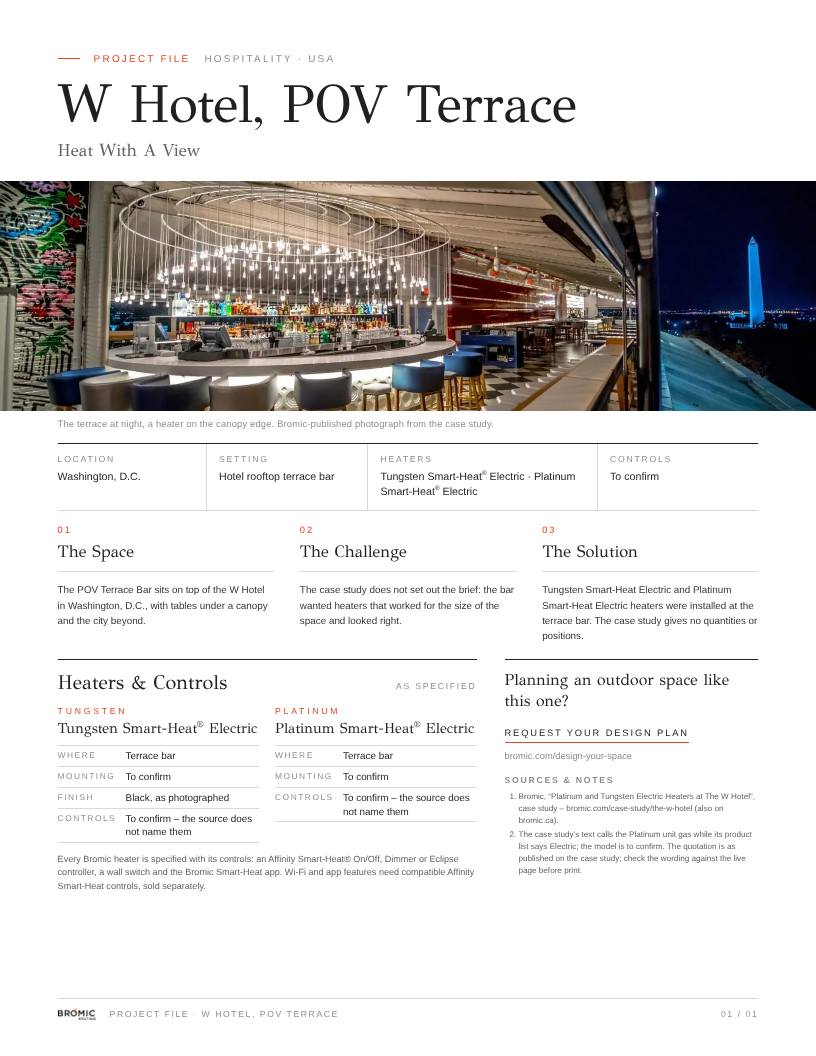 PROJECT FILE HOSPITALITY · USA
W Hotel, POV Terrace
Heat With A View
The terrace at night, a heater on the canopy edge. Bromic-published photograph from the case study.
LOCATION
Washington, D.C.
SETTING
Hotel rooftop terrace bar
HEATERS
Tungsten Smart-Heat® Electric · Platinum
Smart-Heat® Electric
CONTROLS
To confirm
01
The Space
The POV Terrace Bar sits on top of the W Hotel
in Washington, D.C., with tables under a canopy
and the city beyond.
02
The Challenge
The case study does not set out the brief: the bar
wanted heaters that worked for the size of the
space and looked right.
03
The Solution
Tungsten Smart-Heat Electric and Platinum
Smart-Heat Electric heaters were installed at the
terrace bar. The case study gives no quantities or
positions.
Heaters & Controls
AS SPECIFIED
TUNGSTEN
Tungsten Smart-Heat® Electric
WHERE Terrace bar
MOUNTING To confirm
FINISH Black, as photographed
CONTROLS To confirm – the source does
not name them
PLATINUM
Platinum Smart-Heat® Electric
WHERE Terrace bar
MOUNTING To confirm
CONTROLS To confirm – the source does
not name them
Every Bromic heater is specified with its controls: an Affinity Smart-Heat® On/Off, Dimmer or Eclipse
controller, a wall switch and the Bromic Smart-Heat app. Wi-Fi and app features need compatible Affinity
Smart-Heat controls, sold separately.
Planning an outdoor space like
this one?
REQUEST YOUR DESIGN PLAN
bromic.com/design-your-space
SOURCES & NOTES
1. Bromic, “Platinum and Tungsten Electric Heaters at The W Hotel”,
case study – bromic.com/case-study/the-w-hotel (also on
bromic.ca).
2. The case study's text calls the Platinum unit gas while its product
list says Electric; the model is to confirm. The quotation is as
published on the case study; check the wording against the live
page before print.
BROMIC
HEATING
PROJECT FILE · W HOTEL, POV TERRACE
01 / 01